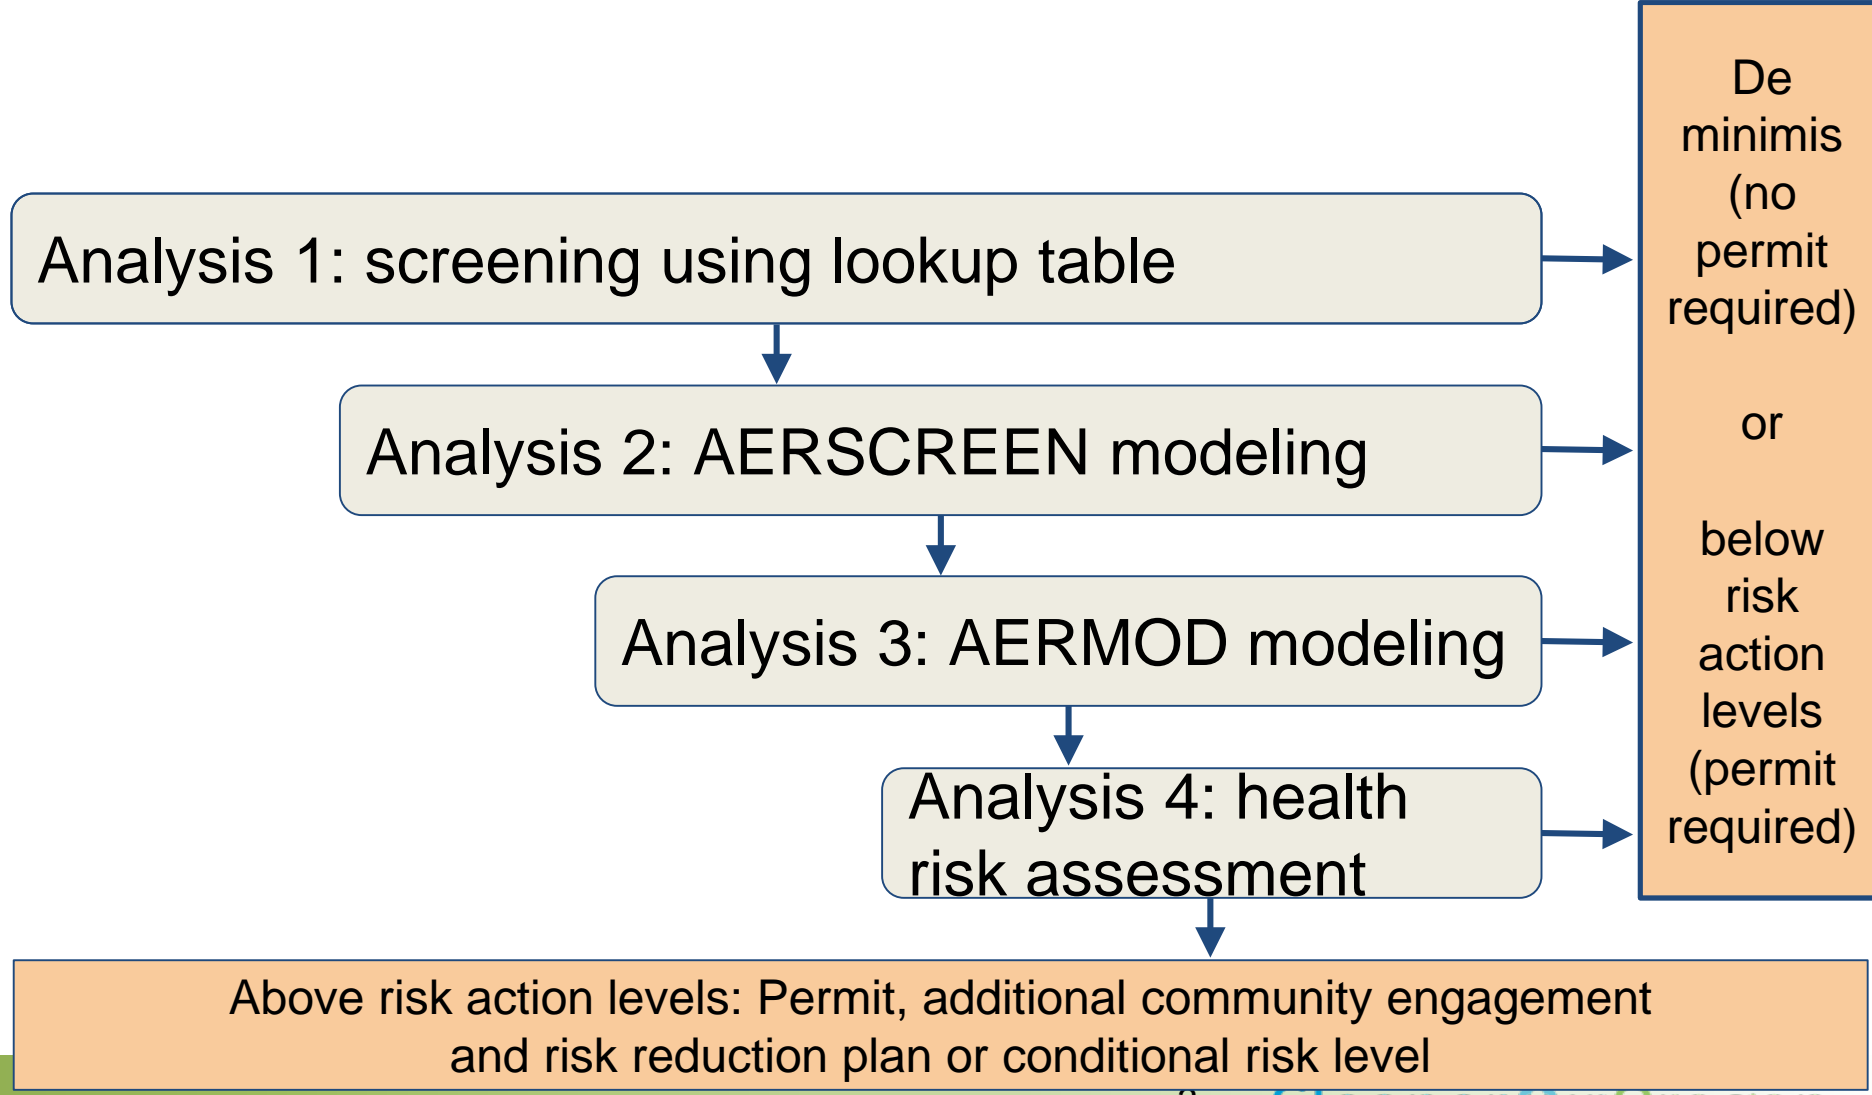 De
minimis
(no
permit
required)
or
below
risk
action
levels
(permit
required)
Analysis 1: screening using lookup table
Analysis 2: AERSCREEN modeling
Analysis 3: AERMOD modeling
Analysis 4: health
risk assessment
Above risk action levels: Permit, additional community engagement
and risk reduction plan or conditional risk level